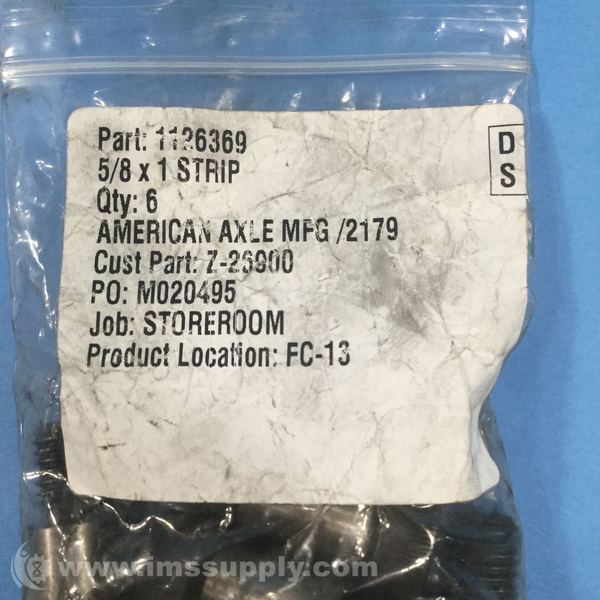 Part: 1126369
5/8 x 1 STRIP
Qty: 6
AMERICAN AXLE MFG /2179
Cust Part: Z-26900
PO: M020495
Job: STOREROOM
Product Location: FC-13
D
S
www.imssupply.com